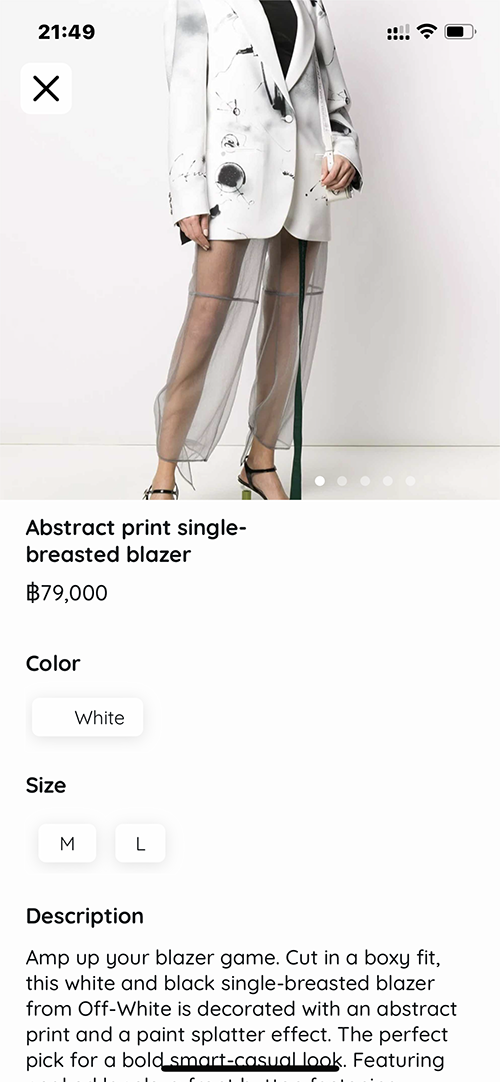 21:49
Abstract print single-
breasted blazer
฿79,000
Color
White
Size
M
L
Description
Amp up your blazer game. Cut in a boxy fit,
this white and black single-breasted blazer
from Off-White is decorated with an abstract
print and a paint splatter effect. The perfect
pick for a bold smart-casual look. Featuring